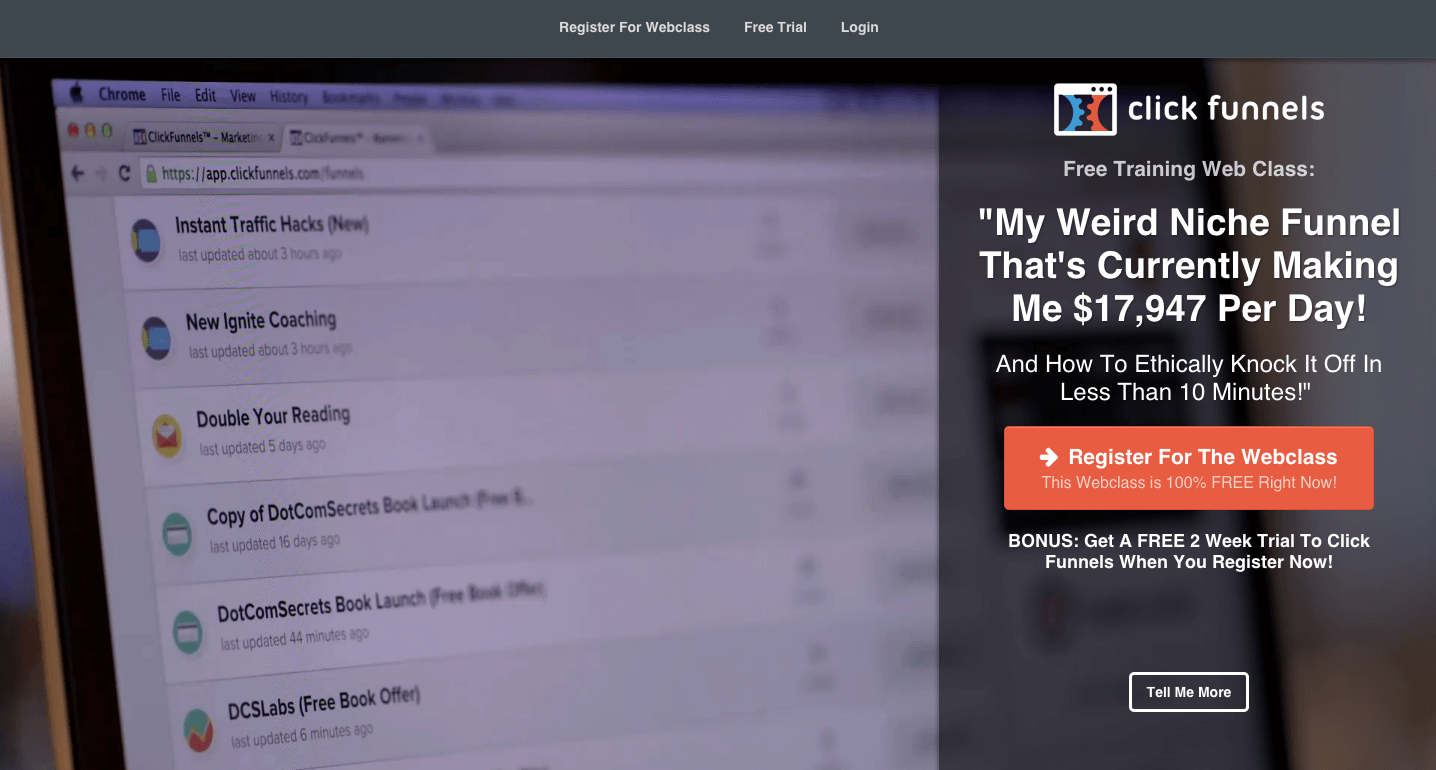 Register For Webclass Free Trial Login
Chrome File Edit View History Bookmarks
ClickFunnels™ - Marketing
ClickFunnels™ -
https://app.clickfunnels.com/funnels
Instant Traffic Hacks (New)
last updated about 3 hours ago
New Ignite Coaching
last updated about 3 hours ago
Double Your Reading
last updated 5 days ago
Copy of DotComSecrets Book Launch (Free B...
last updated 16 days ago
DotComSecrets Book Launch (Free Book Offer)
last updated 44 minutes ago
DCSLabs (Free Book Offer)
last updated 6 minutes ago
click funnels
Free Training Web Class:
"My Weird Niche Funnel
That's Currently Making
Me $17,947 Per Day!
And How To Ethically Knock It Off In
Less Than 10 Minutes!"
Register For The Webclass
This Webclass is 100% FREE Right Now!
BONUS: Get A FREE 2 Week Trial To Click
Funnels When You Register Now!
Tell Me More